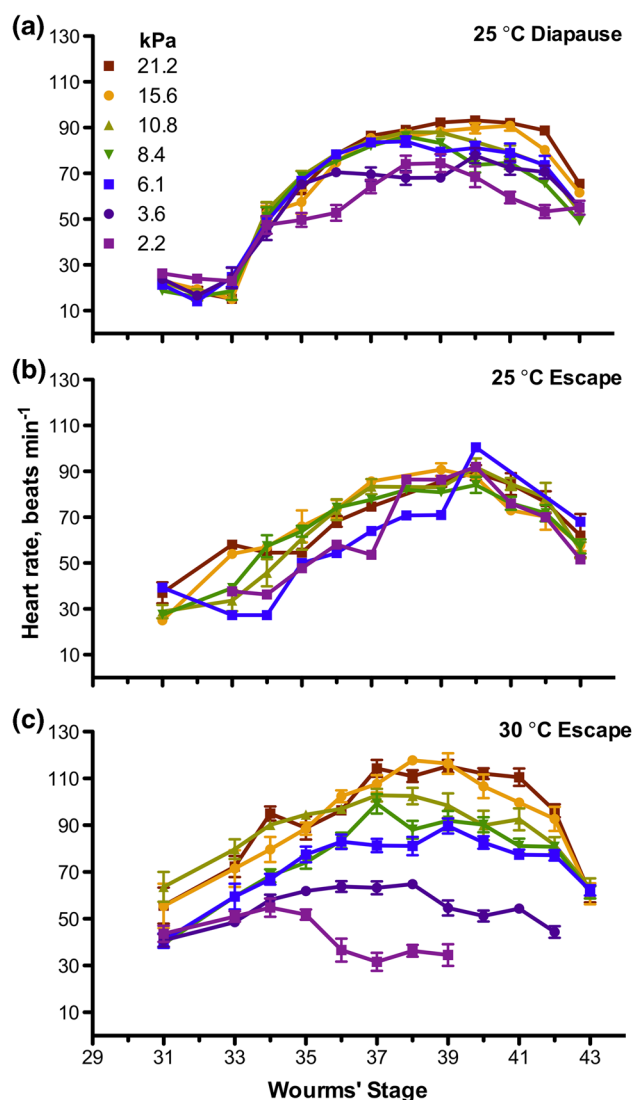 (a)
25 °C Diapause
kPa
21.2
15.6
10.8
8.4
6.1
3.6
2.2
130
110
90
70
50
30
10
(b)
25 °C Escape
130
110
90
70
50
30
10
Heart rate, beats min⁻¹
(c)
30 °C Escape
130
110
90
70
50
30
10
29 31 33 35 37 39 41 43
Wourms' Stage